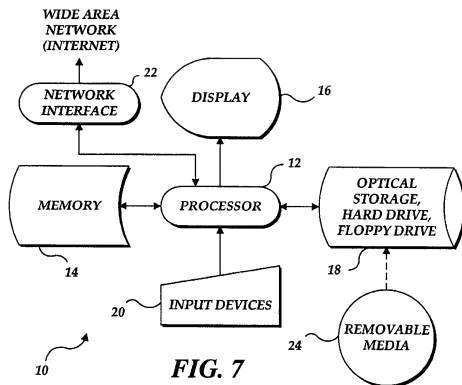 WIDE AREA
NETWORK
(INTERNET)
22
NETWORK
INTERFACE
DISPLAY
16
12
MEMORY
PROCESSOR
OPTICAL
STORAGE,
HARD DRIVE,
FLOPPY DRIVE
14
18
20
INPUT DEVICES
10
FIG. 7
24
REMOVABLE
MEDIA